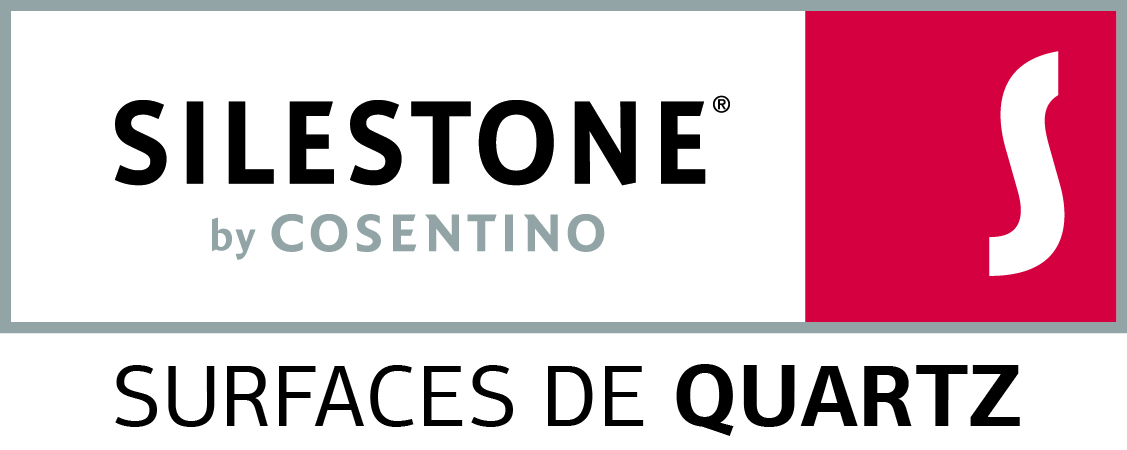 SILESTONE®
by COSENTINO
S
SURFACES DE QUARTZ